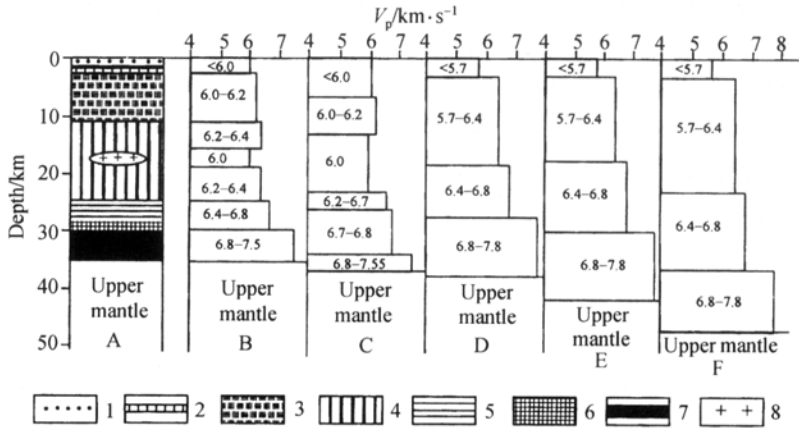 Vₚ/km·s⁻¹
4 5 6 7 4 5 6 7 4 5 6 7 4 5 6 7 4 5 6 7 8
Depth/km
0
10
20
30
40
50
Upper
mantle
A
<6.0
6.0–6.2
6.2–6.4
6.0
6.2–6.4
6.4–6.8
6.8–7.5
Upper
mantle
B
<6.0
6.0–6.2
6.0
6.2–6.7
6.7–6.8
6.8–7.55
Upper
mantle
C
<5.7
5.7–6.4
6.4–6.8
6.8–7.8
Upper
mantle
D
<5.7
5.7–6.4
6.4–6.8
6.8–7.8
Upper
mantle
E
<5.7
5.7–6.4
6.4–6.8
6.8–7.8
Upper mantle
F
1 2 3 4 5 6 7 8